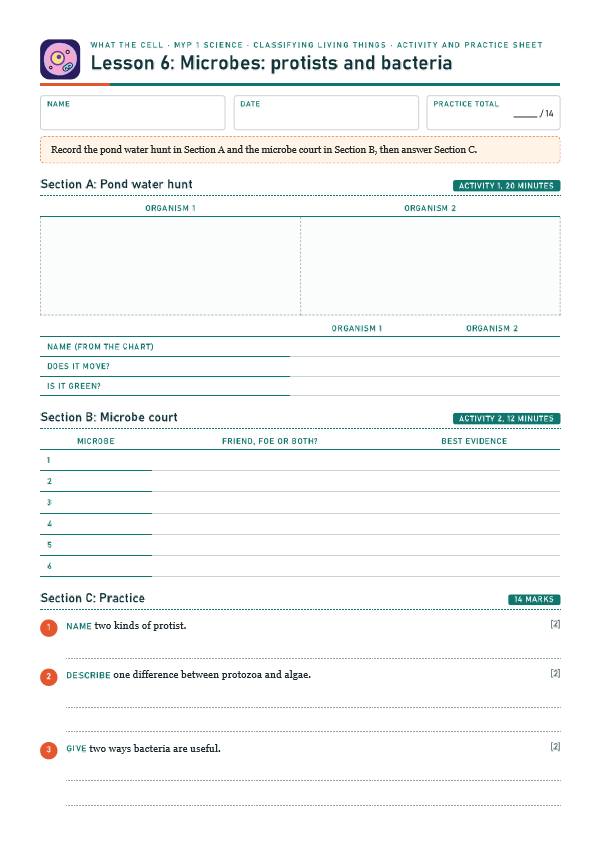 WHAT THE CELL · MYP 1 SCIENCE · CLASSIFYING LIVING THINGS · ACTIVITY AND PRACTICE SHEET
Lesson 6: Microbes: protists and bacteria
NAME
DATE
PRACTICE TOTAL
_____ / 14
Record the pond water hunt in Section A and the microbe court in Section B, then answer Section C.
Section A: Pond water hunt
ACTIVITY 1, 20 MINUTES
ORGANISM 1 ORGANISM 2
ORGANISM 1 ORGANISM 2
NAME (FROM THE CHART)
DOES IT MOVE?
IS IT GREEN?
Section B: Microbe court
ACTIVITY 2, 12 MINUTES
MICROBE FRIEND, FOE OR BOTH? BEST EVIDENCE
1
2
3
4
5
6
Section C: Practice
14 MARKS
1 NAME two kinds of protist. [2]
2 DESCRIBE one difference between protozoa and algae. [2]
3 GIVE two ways bacteria are useful. [2]